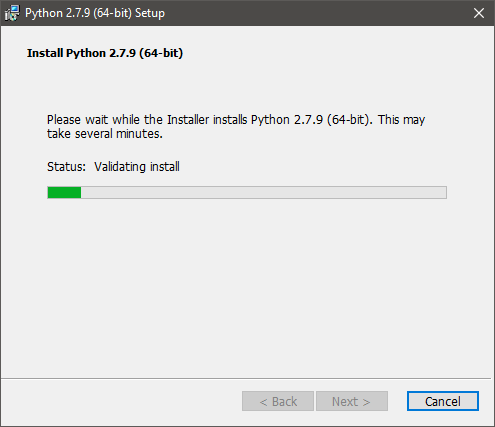 Python 2.7.9 (64-bit) Setup
Install Python 2.7.9 (64-bit)
Please wait while the Installer installs Python 2.7.9 (64-bit). This may
take several minutes.
Status: Validating install
< Back Next > Cancel